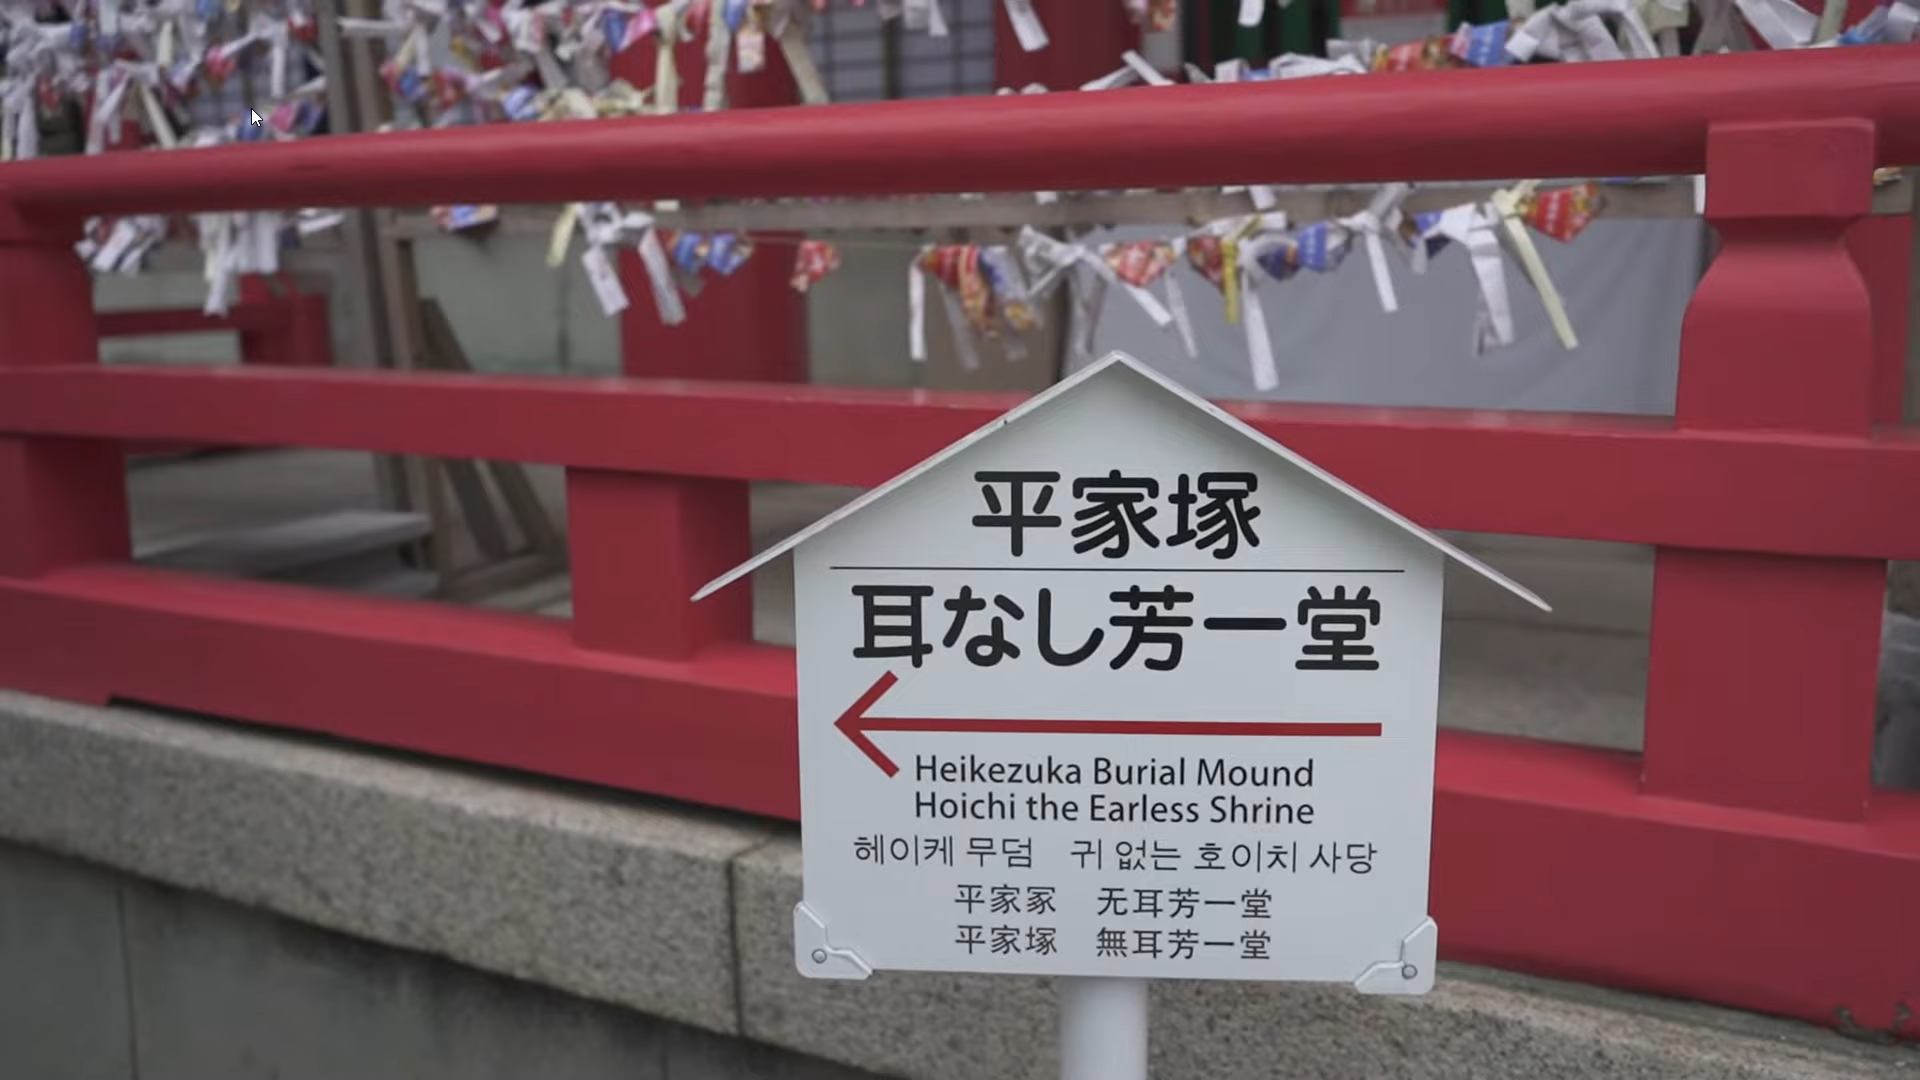 平家塚
耳なし芳一堂
Heikezuka Burial Mound
Hoichi the Earless Shrine
헤이케 무덤 귀 없는 호이치 사당
平家冢 无耳芳一堂
平家塚 無耳芳一堂